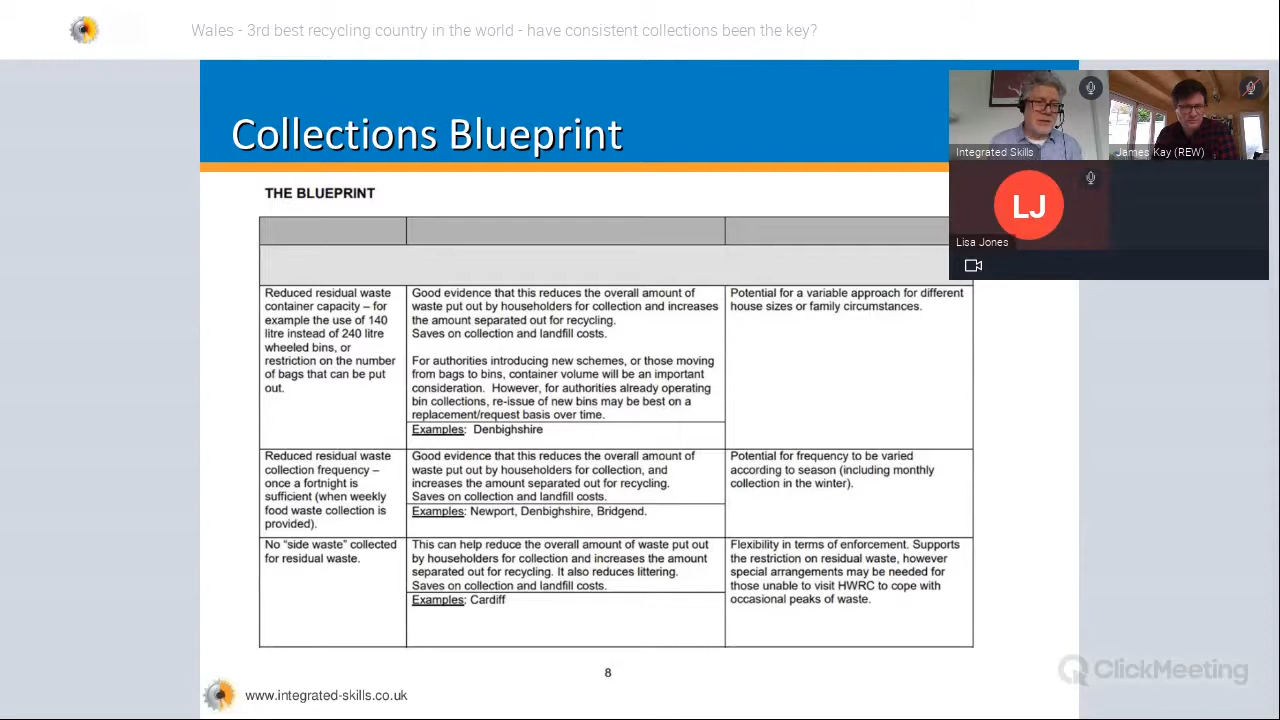 Wales - 3rd best recycling country in the world - have consistent collections been the key?
Collections Blueprint
Integrated Skills
James Kay (REW)
LJ
Lisa Jones
THE BLUEPRINT
Reduced residual waste
container capacity – for
example the use of 140
litre instead of 240 litre
wheeled bins, or
restriction on the number
of bags that can be put
out.
Good evidence that this reduces the overall amount of
waste put out by householders for collection and increases
the amount separated out for recycling.
Saves on collection and landfill costs.
For authorities introducing new schemes, or those moving
from bags to bins, container volume will be an important
consideration. However, for authorities already operating
bin collections, re-issue of new bins may be best on a
replacement/request basis over time.
Examples: Denbighshire
Potential for a variable approach for different
house sizes or family circumstances.
Reduced residual waste
collection frequency –
once a fortnight is
sufficient (when weekly
food waste collection is
provided).
Good evidence that this reduces the overall amount of
waste put out by householders for collection, and
increases the amount separated out for recycling.
Saves on collection and landfill costs.
Examples: Newport, Denbighshire, Bridgend.
Potential for frequency to be varied
according to season (including monthly
collection in the winter).
No “side waste” collected
for residual waste.
This can help reduce the overall amount of waste put out
by householders for collection and increases the amount
separated out for recycling. It also reduces littering.
Saves on collection and landfill costs.
Examples: Cardiff
Flexibility in terms of enforcement. Supports
the restriction on residual waste, however
special arrangements may be needed for
those unable to visit HWRC to cope with
occasional peaks of waste.
8
www.integrated-skills.co.uk
ClickMeeting